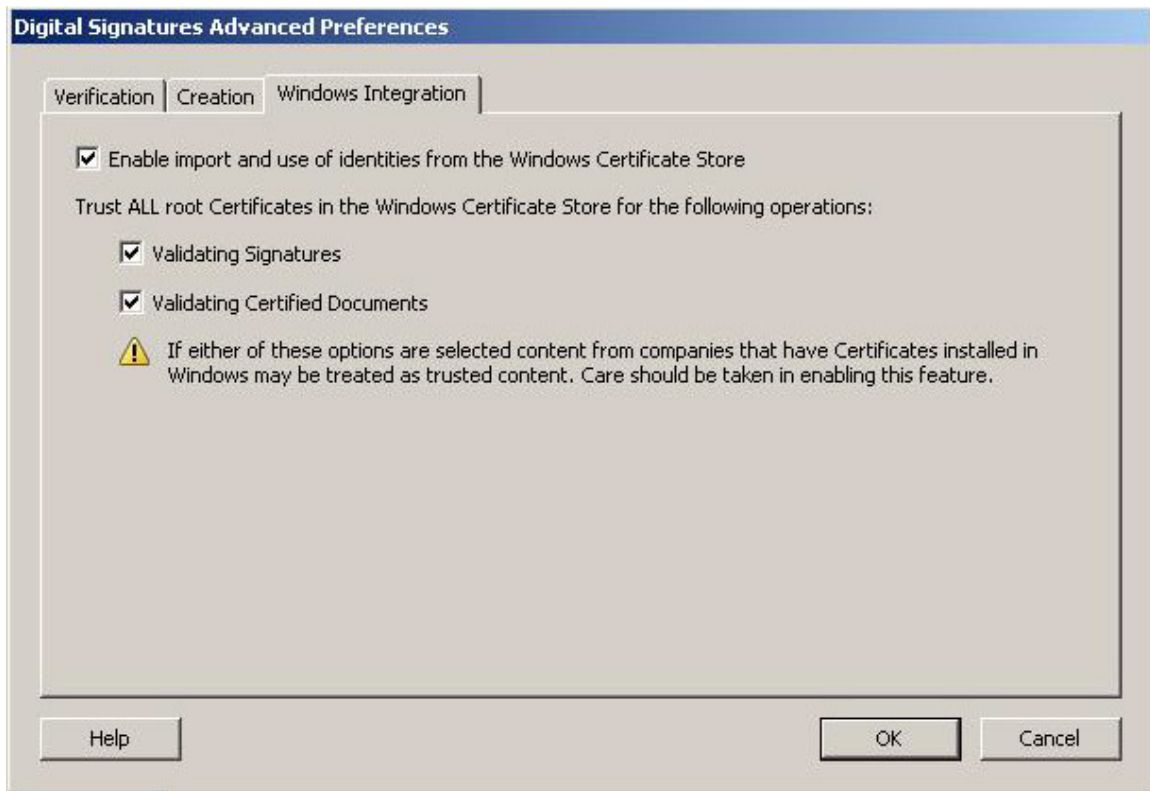 Digital Signatures Advanced Preferences
Verification Creation Windows Integration
Enable import and use of identities from the Windows Certificate Store
Trust ALL root Certificates in the Windows Certificate Store for the following operations:
Validating Signatures
Validating Certified Documents
If either of these options are selected content from companies that have Certificates installed in
Windows may be treated as trusted content. Care should be taken in enabling this feature.
Help OK Cancel